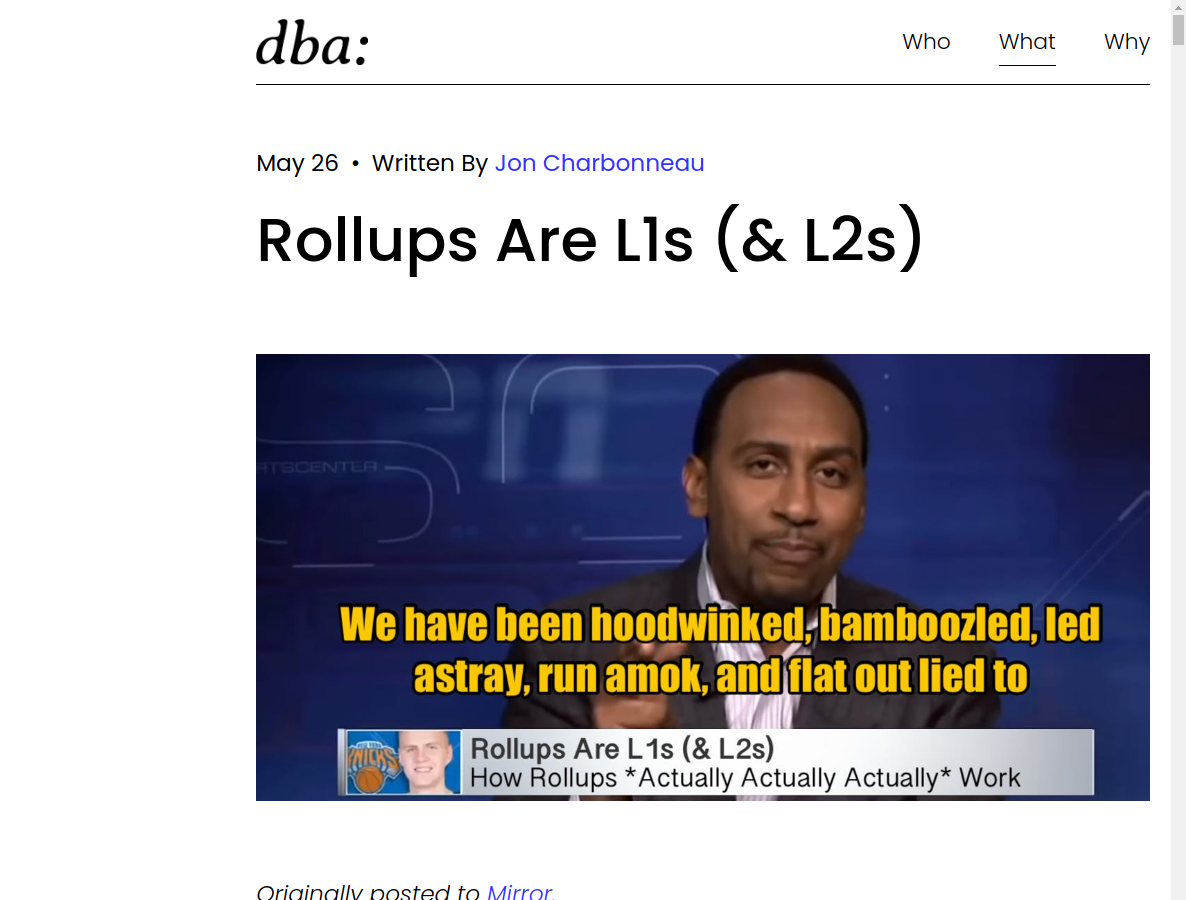 dba:
Who What Why
May 26 • Written By Jon Charbonneau
Rollups Are L1s (& L2s)
RTSCENTER
We have been hoodwinked, bamboozled, led
astray, run amok, and flat out lied to
NEW YORK
KNICKS
Rollups Are L1s (& L2s)
How Rollups *Actually Actually Actually* Work
Originally posted to Mirror.